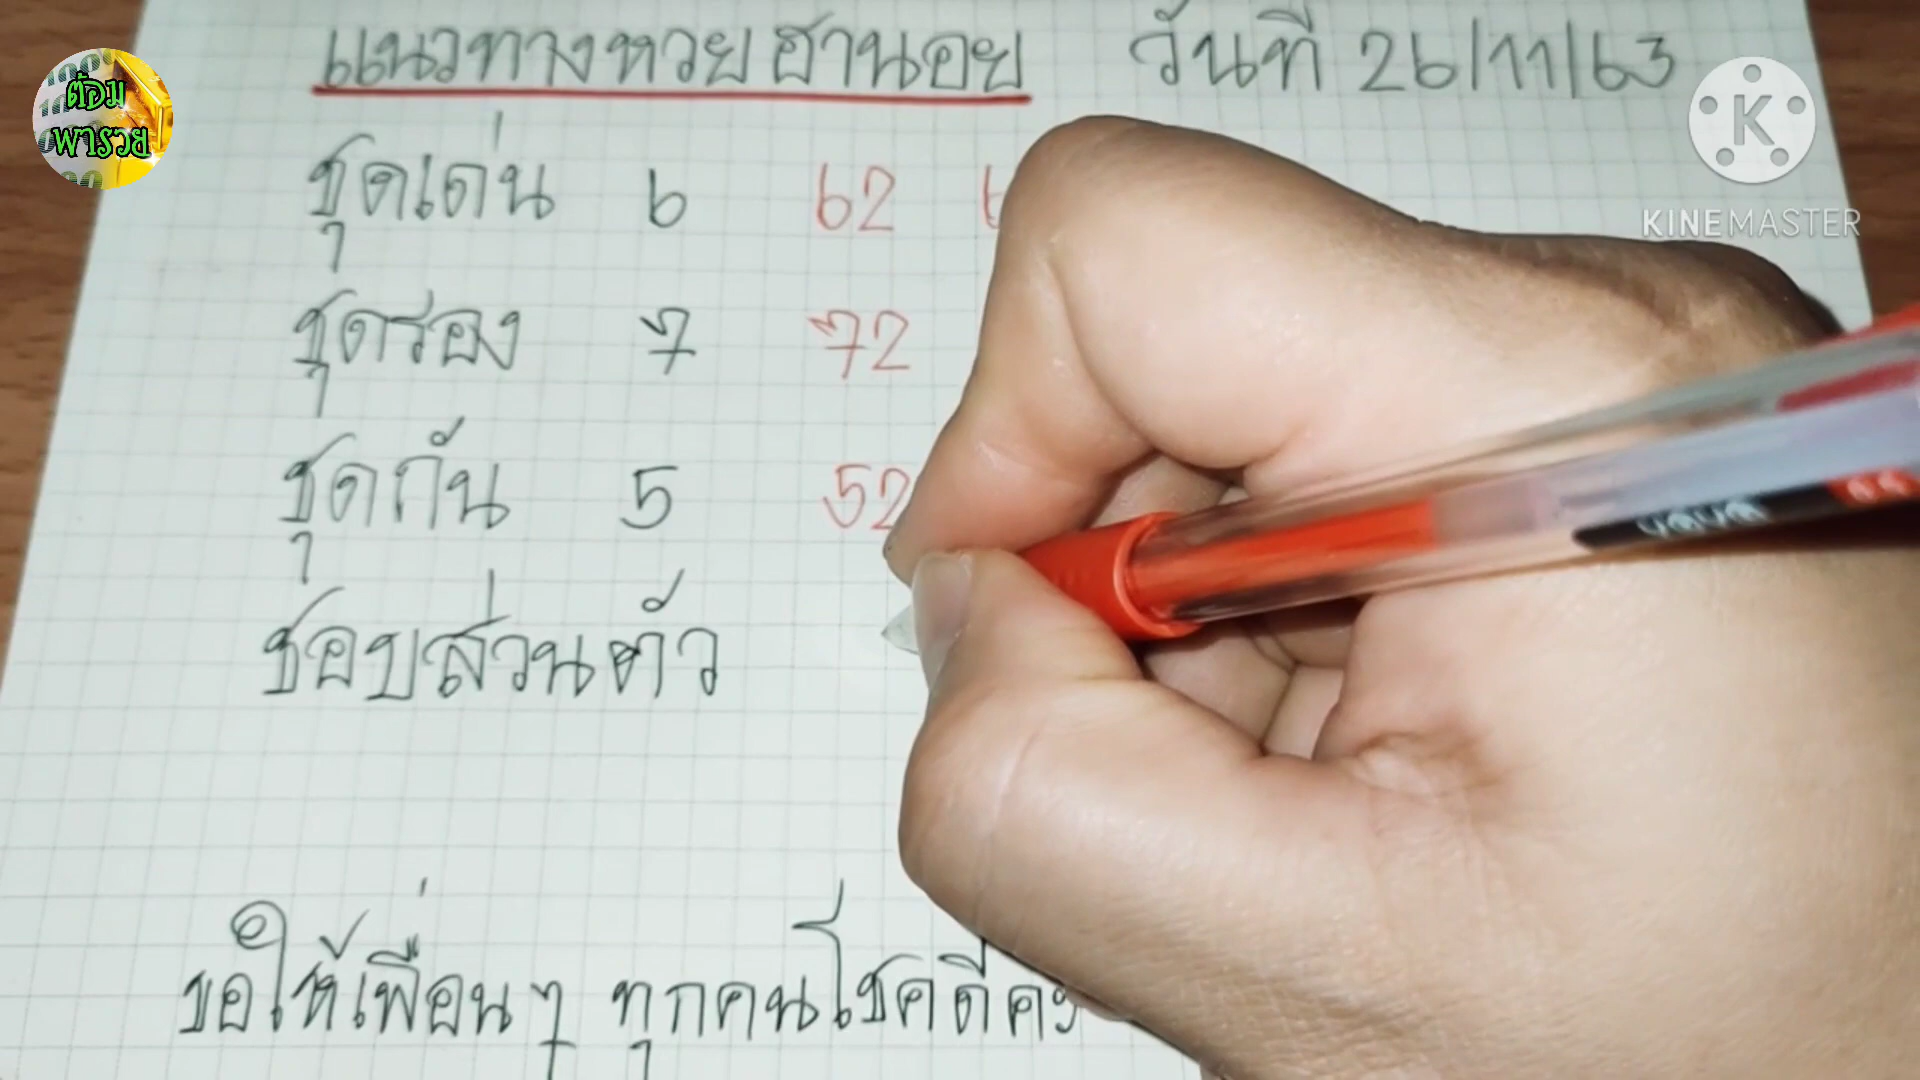 แนวทางหวยฮานอย วันที่ 26/11/63
ต้อม
พารวย
ชุดเด่น 6 62
KINEMASTER
ชุดรอง 7 72
ชุดกัน 5 52
ชอบส่วนตัว
ขอให้เพื่อนๆ ทุกคนโชคดีคะ